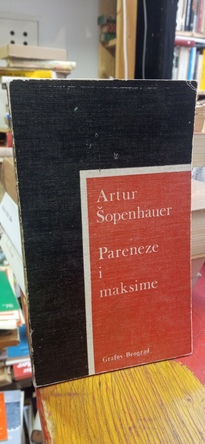 Artur
Šopenhauer
Pareneze
i
maksime
Grafos-Beograd